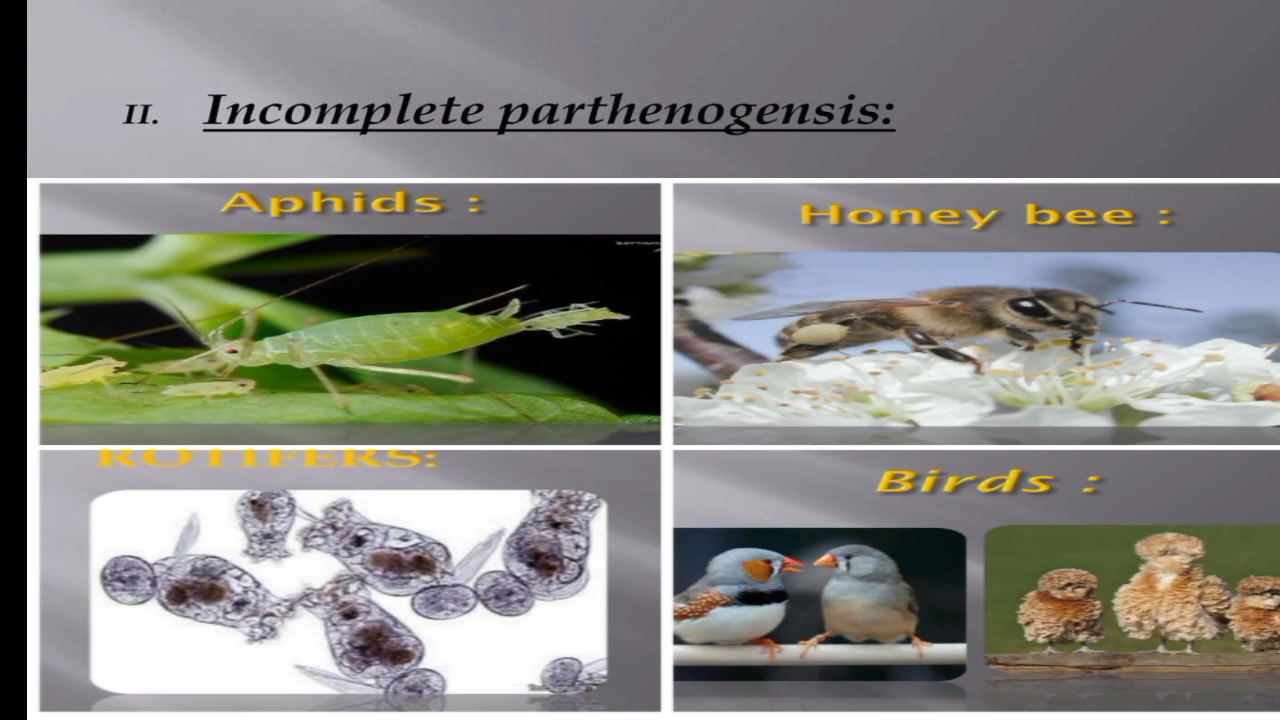 II. Incomplete parthenogensis:
Aphids :
Honey bee :
ROTIFERS:
Birds :